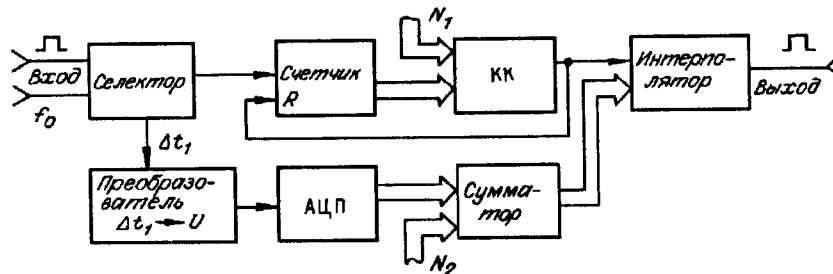 Вход
f₀
Селектор
Δt₁
Счетчик
R
N₁
КК
Интерпо-
лятор
Выход
Преобразо-
ватель
Δt₁ → U
АЦП
Сумма-
тор
N₂